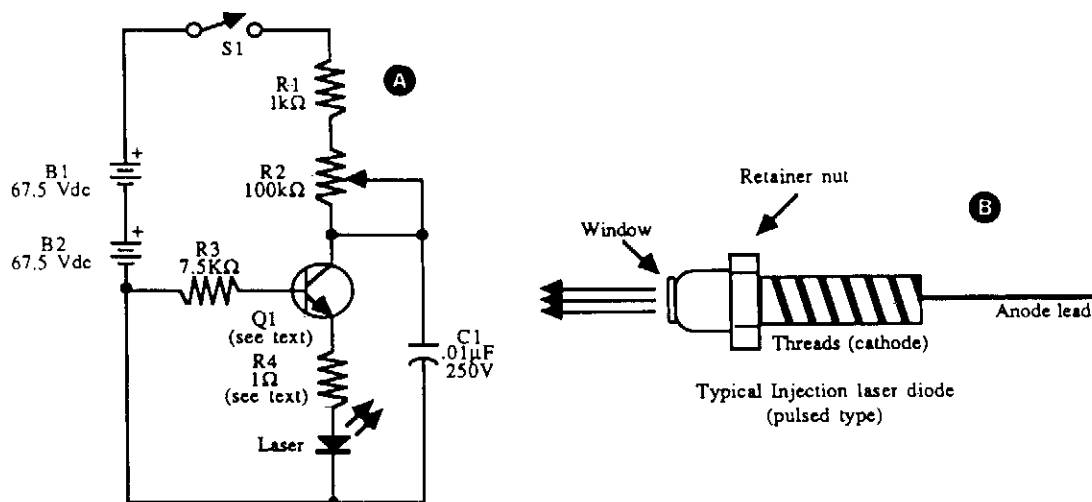 S1
A
R1
1kΩ
B1
67.5 Vdc
+
R2
100kΩ
B2
67.5 Vdc
+
R3
7.5KΩ
Q1
(see text)
R4
1Ω
(see text)
C1
.01µF
250V
Laser
Retainer nut
B
Window
Anode lead
Threads (cathode)
Typical Injection laser diode
(pulsed type)